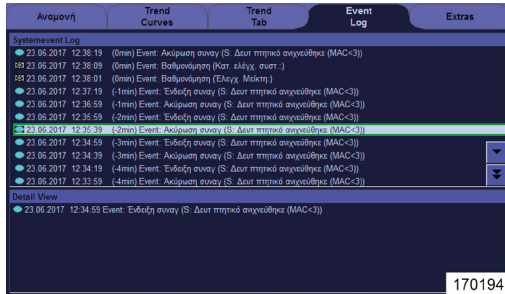 Αναμονή
Trend Curves
Trend Tab
Event Log
Extras
Systemevent Log
23.06.2017 12:38:19 (0min) Event: Ακύρωση συναγ (S: Δευτ πτητικό ανιχνεύθηκε (MAC<3))
23.06.2017 12:38:09 (0min) Event: Βαθμονόμηση (Κατ. ελέγχ. συστ.:)
23.06.2017 12:38:01 (0min) Event: Βαθμονόμηση (Έλεγχ. Μείκτη:)
23.06.2017 12:37:19 (-1min) Event: Ένδειξη συναγ (S: Δευτ πτητικό ανιχνεύθηκε (MAC<3))
23.06.2017 12:36:59 (-1min) Event: Ακύρωση συναγ (S: Δευτ πτητικό ανιχνεύθηκε (MAC<3))
23.06.2017 12:35:59 (-2min) Event: Ένδειξη συναγ (S: Δευτ πτητικό ανιχνεύθηκε (MAC<3))
23.06.2017 12:35:39 (-2min) Event: Ακύρωση συναγ (S: Δευτ πτητικό ανιχνεύθηκε (MAC<3))
23.06.2017 12:34:59 (-3min) Event: Ένδειξη συναγ (S: Δευτ πτητικό ανιχνεύθηκε (MAC<3))
23.06.2017 12:34:39 (-3min) Event: Ακύρωση συναγ (S: Δευτ πτητικό ανιχνεύθηκε (MAC<3))
23.06.2017 12:34:19 (-4min) Event: Ένδειξη συναγ (S: Δευτ πτητικό ανιχνεύθηκε (MAC<3))
23.06.2017 12:33:59 (-4min) Event: Ακύρωση συναγ (S: Δευτ πτητικό ανιχνεύθηκε (MAC<3))
Detail View
23.06.2017 12:34:59 Event: Ένδειξη συναγ (S: Δευτ πτητικό ανιχνεύθηκε (MAC<3))
170194